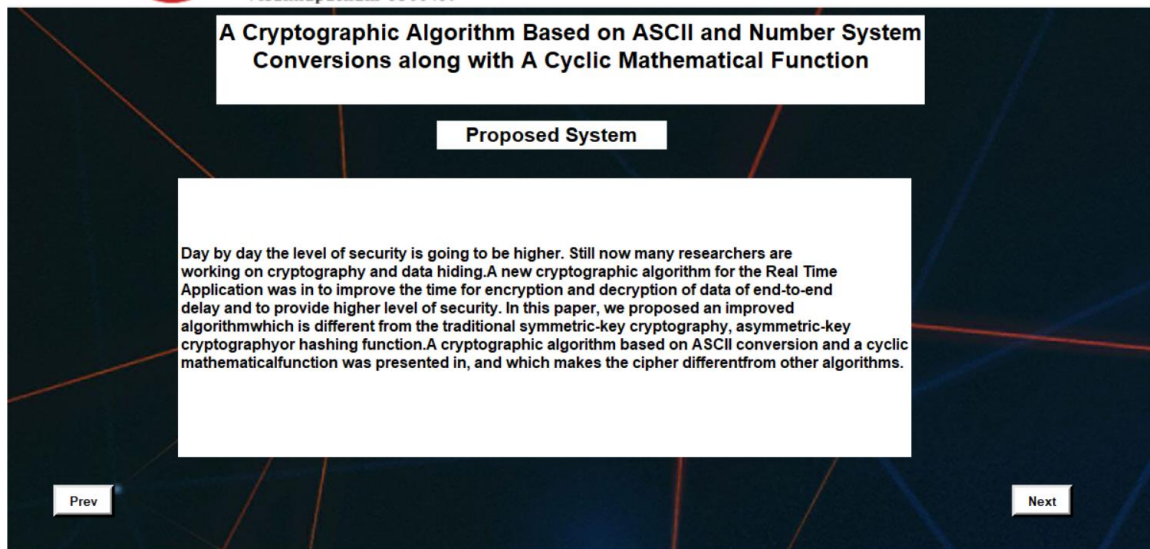 A Cryptographic Algorithm Based on ASCII and Number System
Conversions along with A Cyclic Mathematical Function
Proposed System
Day by day the level of security is going to be higher. Still now many researchers are
working on cryptography and data hiding.A new cryptographic algorithm for the Real Time
Application was in to improve the time for encryption and decryption of data of end-to-end
delay and to provide higher level of security. In this paper, we proposed an improved
algorithmwhich is different from the traditional symmetric-key cryptography, asymmetric-key
cryptographyor hashing function.A cryptographic algorithm based on ASCII conversion and a cyclic
mathematicalfunction was presented in, and which makes the cipher differentfrom other algorithms.
Prev
Next